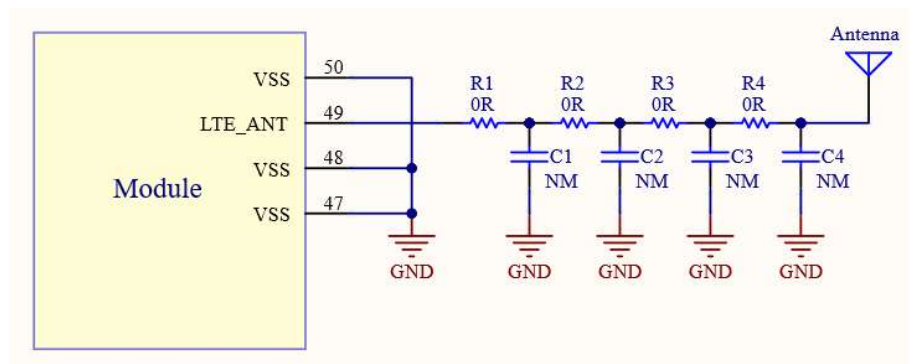 Antenna
50
VSS
R1
R2
R3
R4
0R
0R
0R
0R
49
LTE_ANT
C1
C2
C3
C4
48
VSS
NM
NM
NM
NM
Module
47
VSS
GND
GND
GND
GND
GND